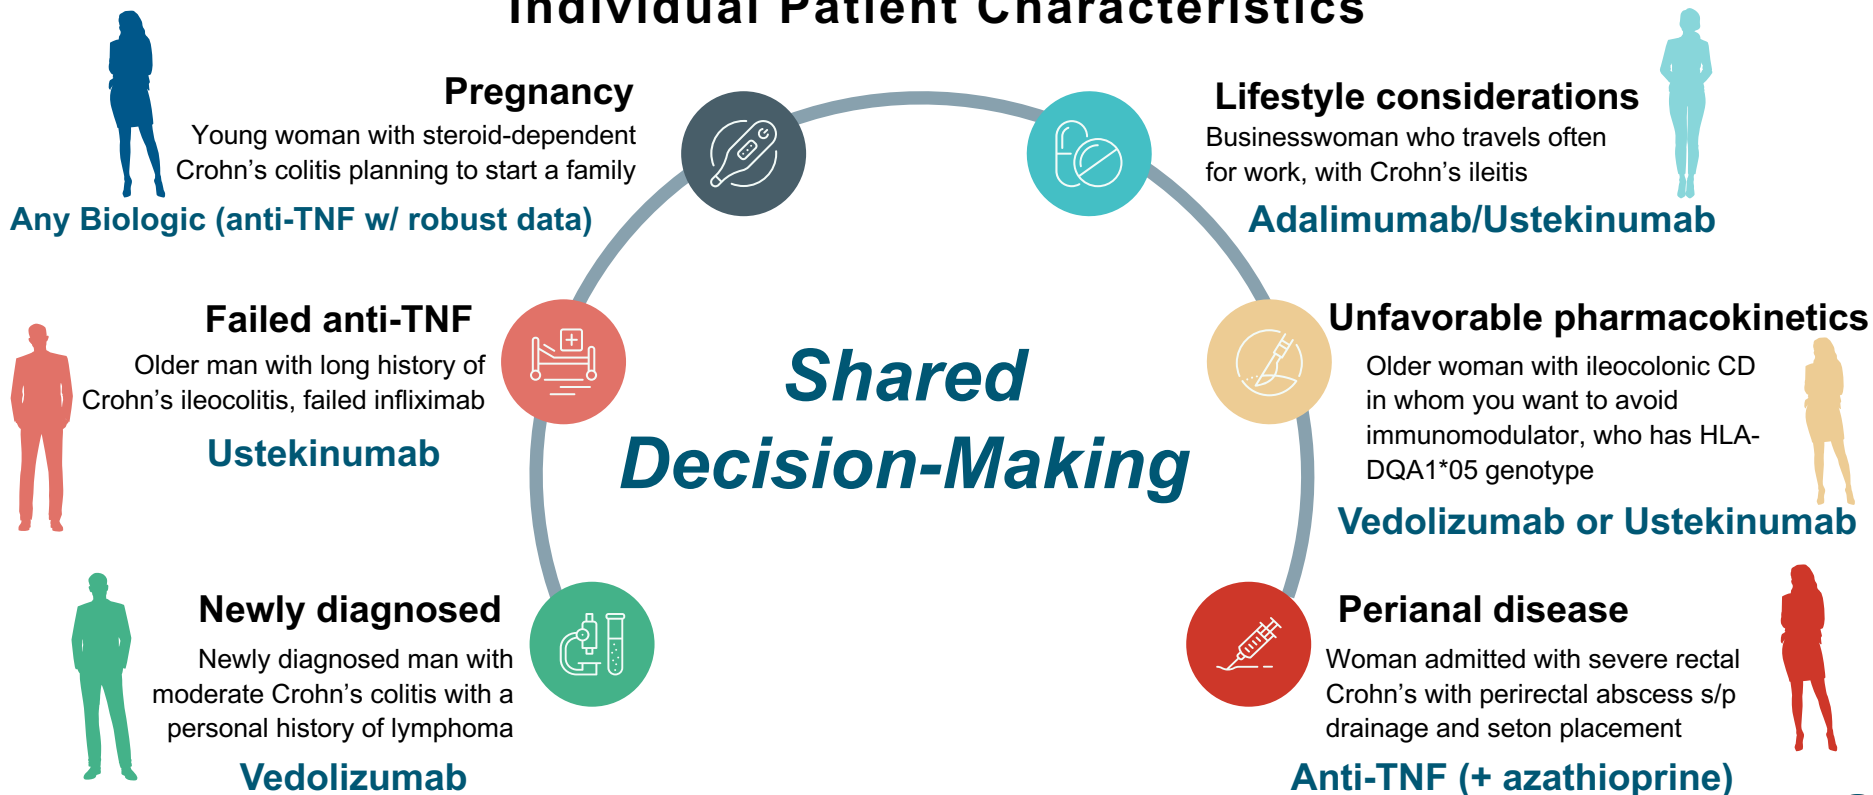 Individual Patient Characteristics
Pregnancy
Young woman with steroid-dependent
Crohn’s colitis planning to start a family
Any Biologic (anti-TNF w/ robust data)
Failed anti-TNF
Older man with long history of
Crohn’s ileocolitis, failed infliximab
Ustekinumab
Newly diagnosed
Newly diagnosed man with
moderate Crohn’s colitis with a
personal history of lymphoma
Vedolizumab
Shared
Decision-Making
Lifestyle considerations
Businesswoman who travels often
for work, with Crohn’s ileitis
Adalimumab/Ustekinumab
Unfavorable pharmacokinetics
Older woman with ileocolonic CD
in whom you want to avoid
immunomodulator, who has HLA-
DQA1*05 genotype
Vedolizumab or Ustekinumab
Perianal disease
Woman admitted with severe rectal
Crohn’s with perirectal abscess s/p
drainage and seton placement
Anti-TNF (+ azathioprine)